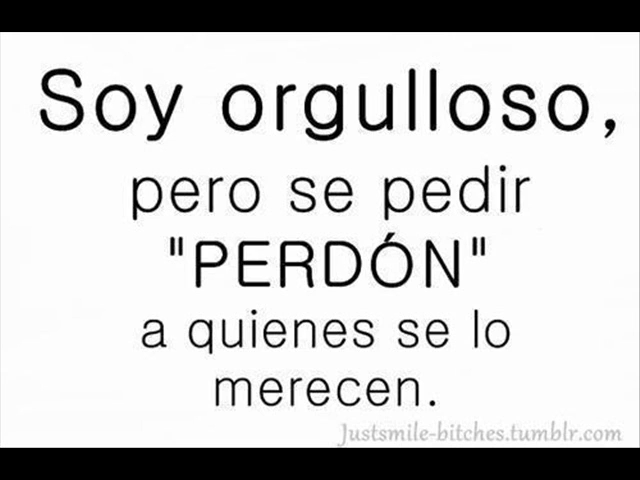 Soy orgulloso,
pero se pedir
"PERDÓN"
a quienes se lo
merecen.
Justsmile-bitches.tumblr.com